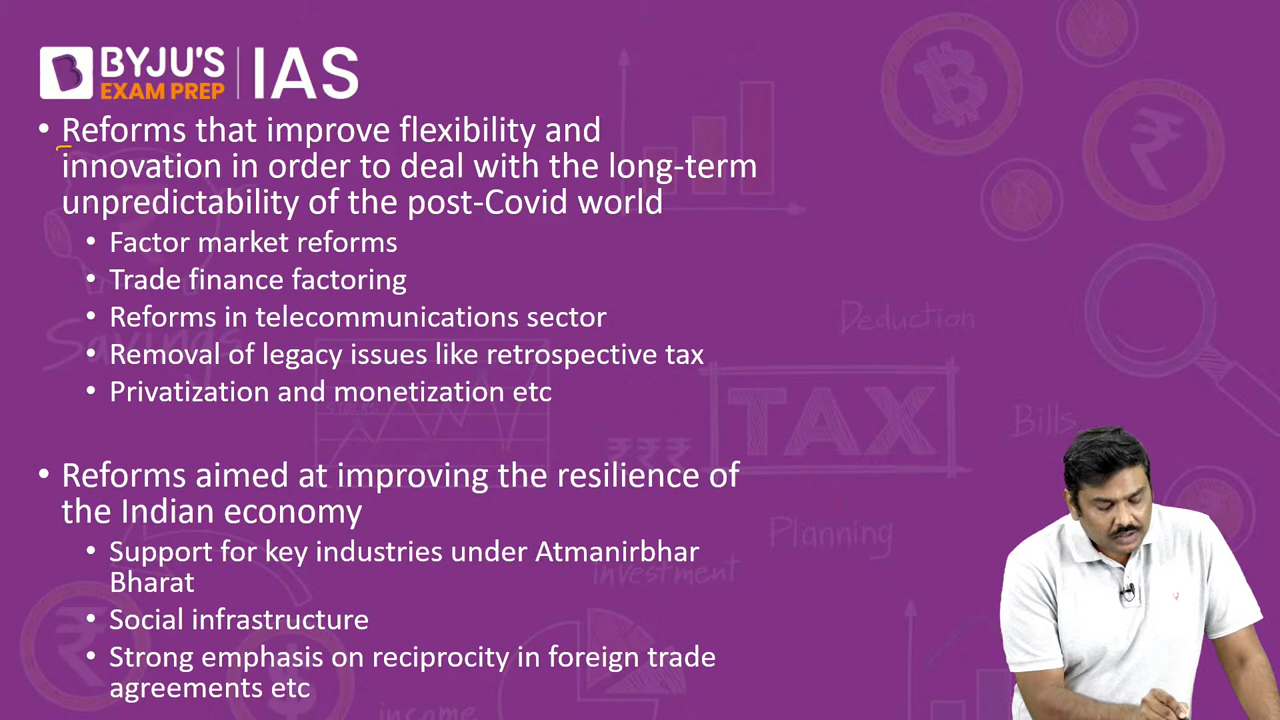 BYJU'S
EXAM PREP
IAS
• Reforms that improve flexibility and
innovation in order to deal with the long-term
unpredictability of the post-Covid world
• Factor market reforms
• Trade finance factoring
• Reforms in telecommunications sector
• Removal of legacy issues like retrospective tax
• Privatization and monetization etc
• Reforms aimed at improving the resilience of
the Indian economy
• Support for key industries under Atmanirbhar
Bharat
• Social infrastructure
• Strong emphasis on reciprocity in foreign trade
agreements etc
Savings
Deduction
TAX
Bills
₹₹₹
Planning
Investment
income